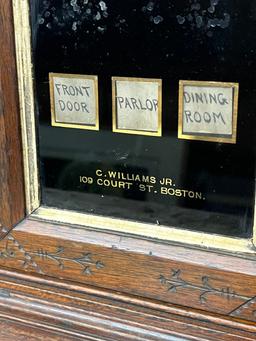 FRONT
DOOR
PARLOR
DINING
ROOM
C. WILLIAMS JR.
109 COURT ST. BOSTON.